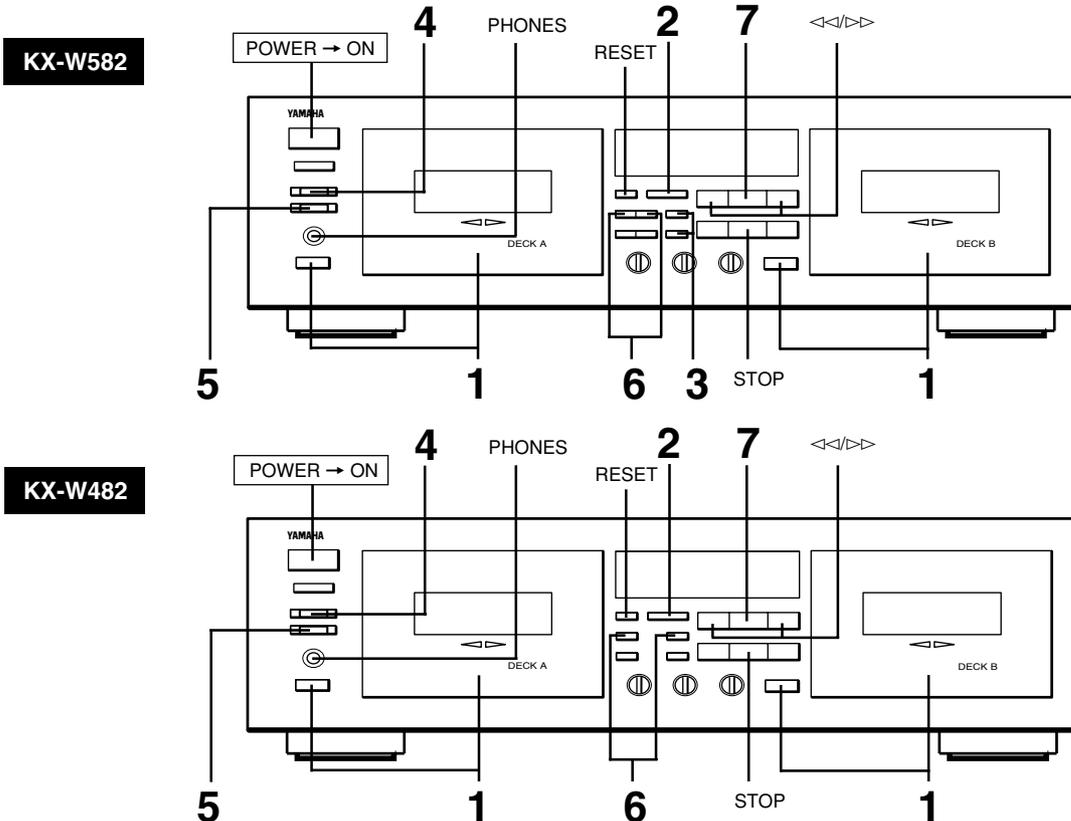 KX-W582
4 PHONES 2 7 ◁◁/▷▷
POWER → ON
RESET
YAMAHA
DECK A
DECK B
5 1 6 3 STOP 1
KX-W482
4 PHONES 2 7 ◁◁/▷▷
POWER → ON
RESET
YAMAHA
DECK A
DECK B
5 1 6 STOP 1